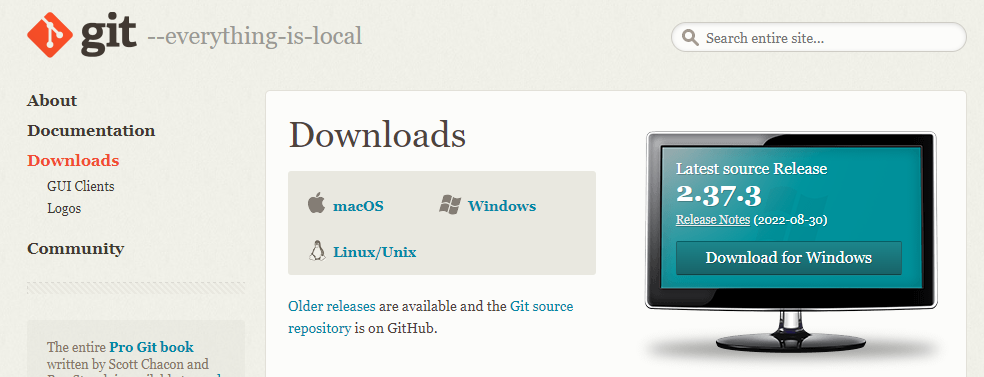 git --everything-is-local
Search entire site...
About
Documentation
Downloads
GUI Clients
Logos
Community
The entire Pro Git book
written by Scott Chacon and
Downloads
macOS
Windows
Linux/Unix
Older releases are available and the Git source
repository is on GitHub.
Latest source Release
2.37.3
Release Notes (2022-08-30)
Download for Windows